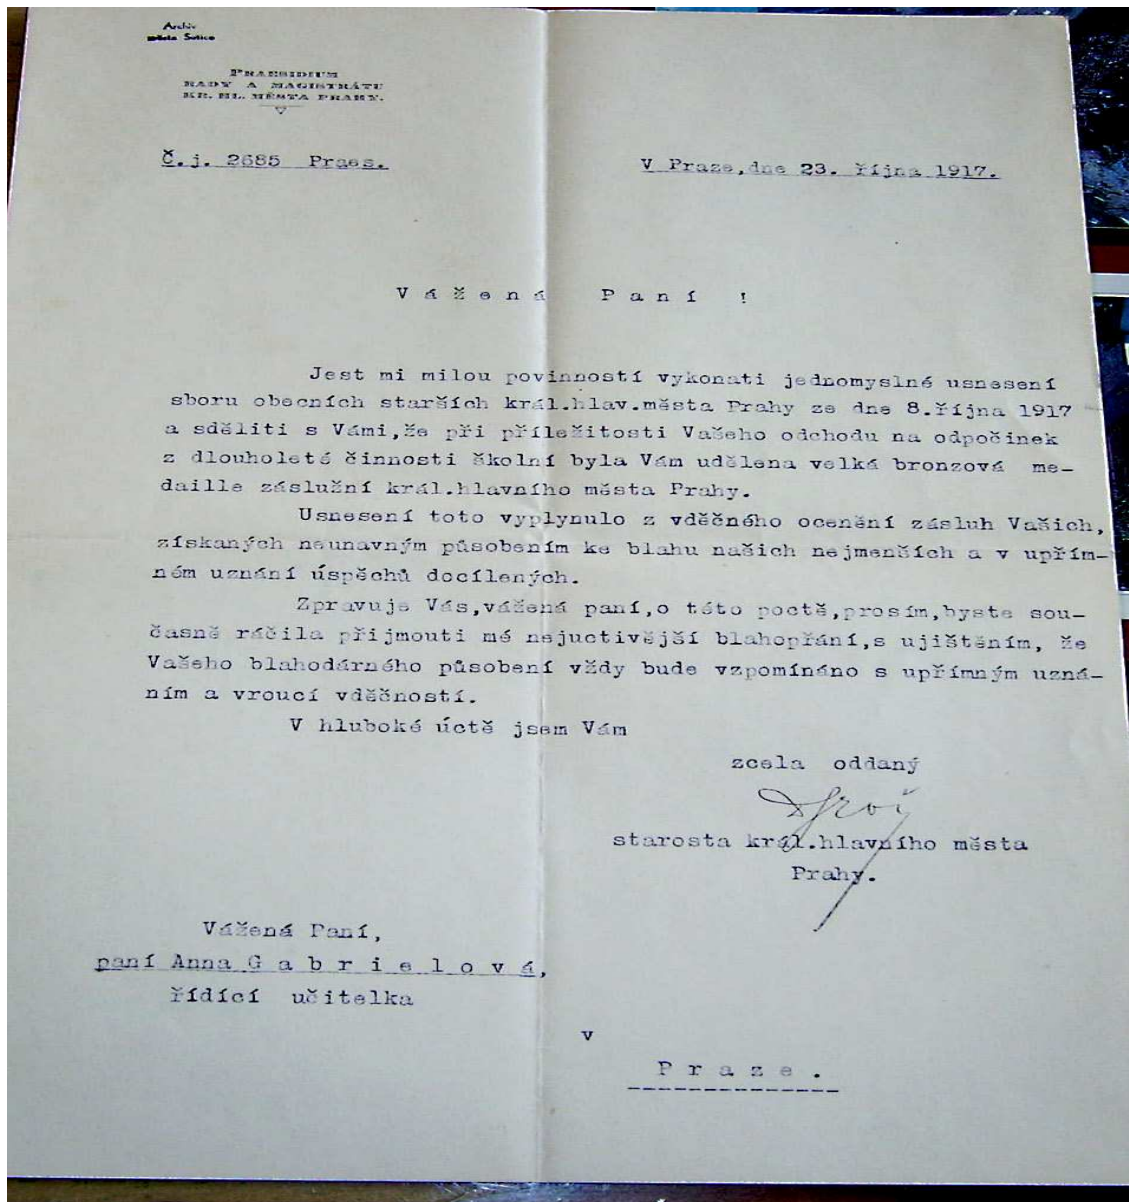 Archiv
města Sušice
PRAESIDIUM
RADY A MAGISTRÁTU
KR. HL. MĚSTA PRAHY.
Č.j. 2685 Praes.
V Praze,dne 23. října 1917.
Vážená Paní !
Jest mi milou povinností vykonati jednomyslné usnesení
sboru obecních starších král.hlav.města Prahy ze dne 8.října 1917
a sděliti s Vámi,že při příležitosti Vašeho odchodu na odpočinek
z dlouholeté činnosti školní byla Vám udělena velká bronzová me-
daille záslužní král.hlavního města Prahy.
Usnesení toto vyplynulo z vděčného ocenění zásluh Vašich,
získaných neunavným působením ke blahu našich nejmenších a v upřím-
ném uznání úspěchů docílených.
Zpravuje Vás,vážená paní,o této poctě,prosím,byste sou-
časně ráčila přijmouti mé nejuctivější blahopřání,s ujištěním, že
Vašeho blahodárného působení vždy bude vzpomínáno s upřímným uzná-
ním a vroucí vděčností.
V hluboké úctě jsem Vám
zcela oddaný
starosta král.hlavního města
Prahy.
Vážená Paní,
paní Anna Gabrielová,
řídící učitelka
v
Praze.